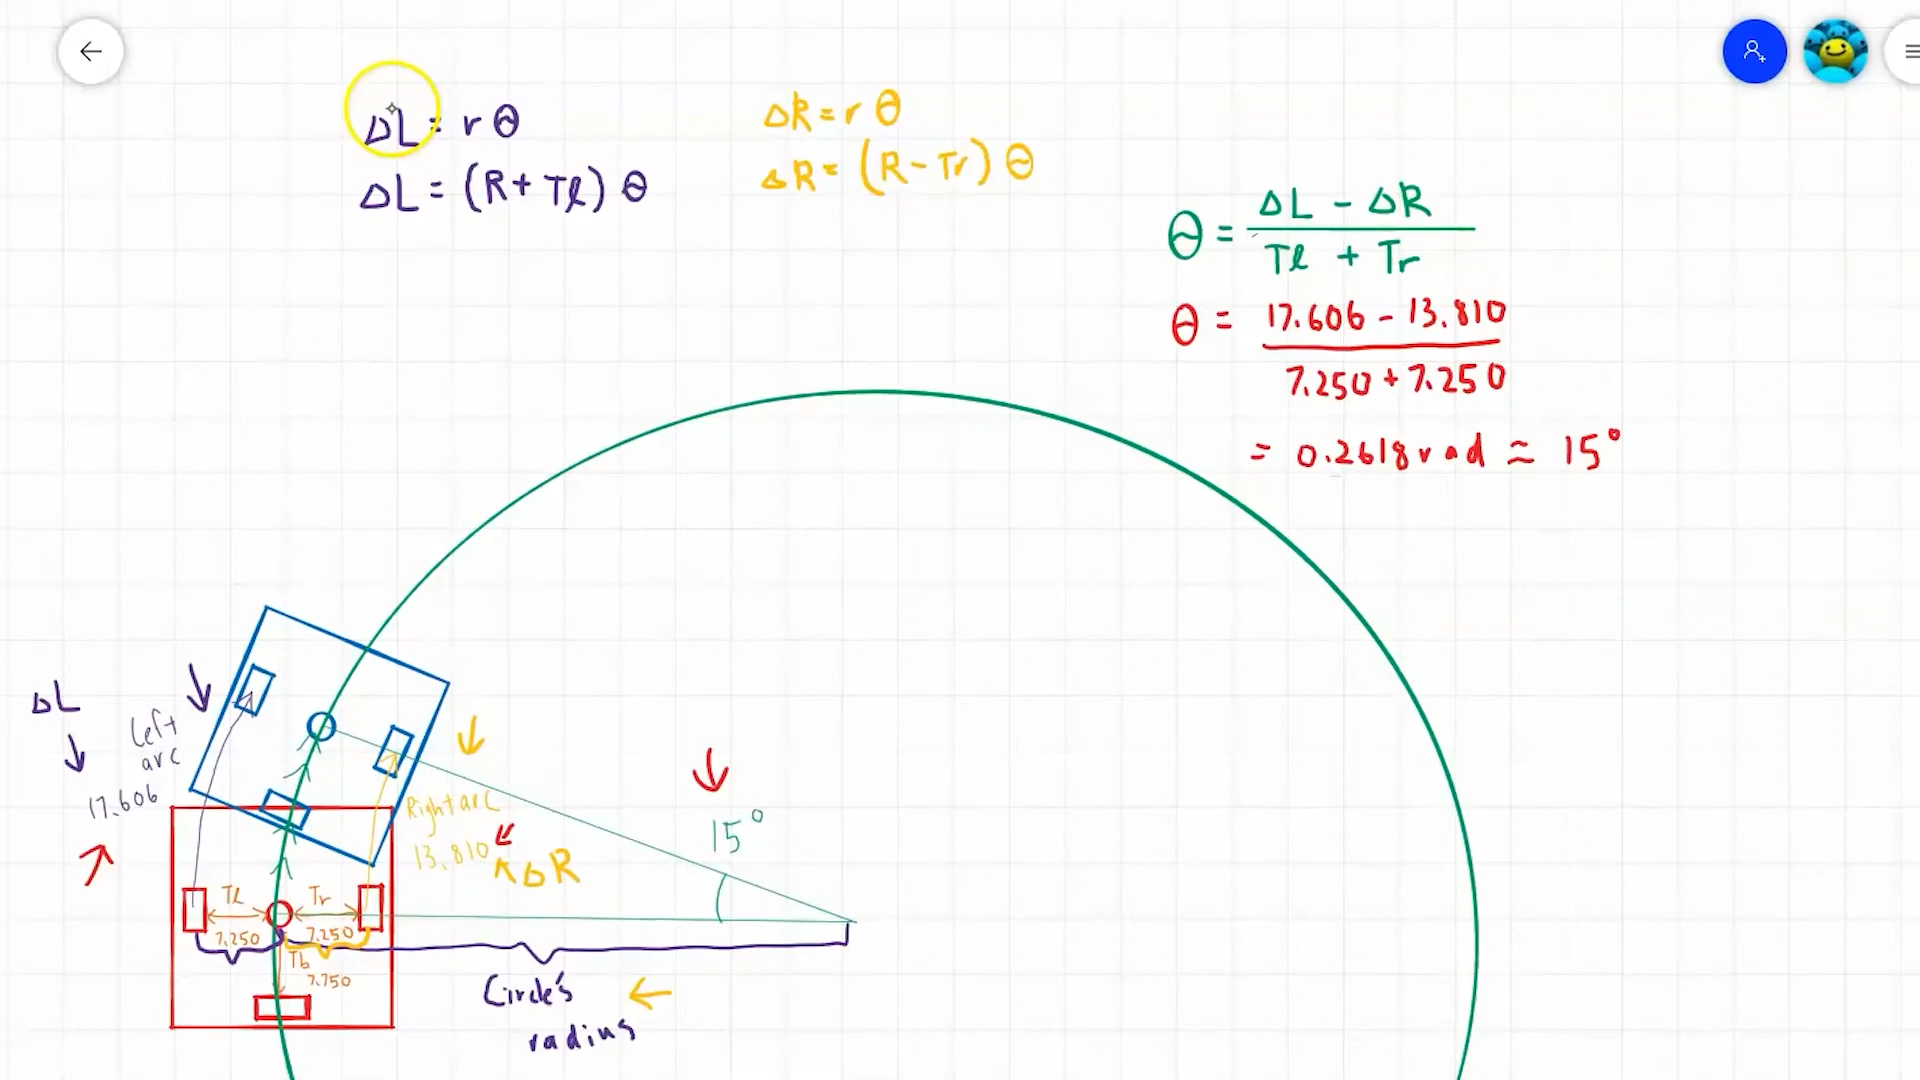 ΔL = r θ
ΔL = (R + Tl) θ
ΔR = r θ
ΔR = (R - Tr) θ
θ = ΔL - ΔR
Tl + Tr
θ = 17.606 - 13.810
7.250 + 7.250
= 0.2618 rad ≈ 15°
ΔL
Left
arc
17.606
Right arc
13.810
ΔR
15°
Tl
Tr
7.250
7.250
Tb
7.750
Circle's
radius